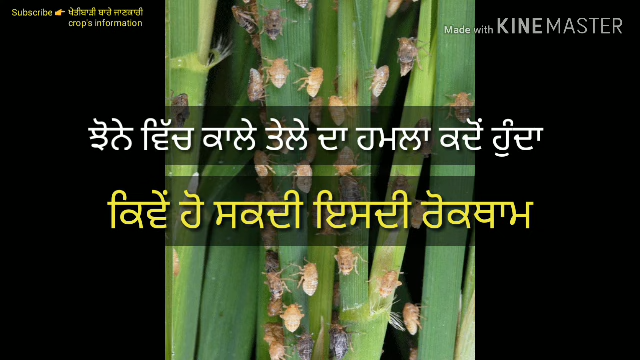 Subscribe 👉 ਖੇਤੀਬਾੜੀ ਬਾਰੇ ਜਾਣਕਾਰੀ
crop's information
Made with KINEMASTER
ਝੋਨੇ ਵਿੱਚ ਕਾਲੇ ਤੇਲੇ ਦਾ ਹਮਲਾ ਕਦੋਂ ਹੁੰਦਾ
ਕਿਵੇਂ ਹੋ ਸਕਦੀ ਇਸਦੀ ਰੋਕਥਾਮ